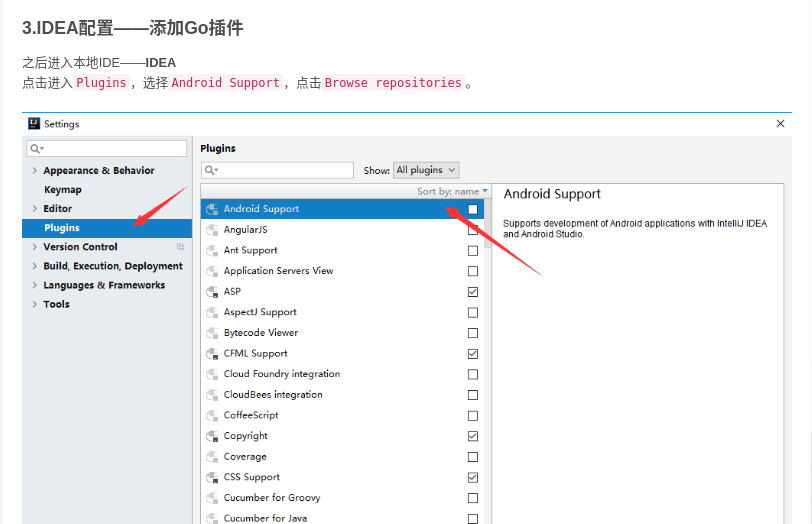 3.IDEA配置——添加Go插件
之后进入本地IDE——IDEA
点击进入 Plugins ，选择 Android Support ，点击 Browse repositories 。
Settings
Appearance & Behavior
Keymap
Editor
Plugins
Version Control
Build, Execution, Deployment
Languages & Frameworks
Tools
Plugins
Show: All plugins
Sort by: name
Android Support
AngularJS
Ant Support
Application Servers View
ASP
AspectJ Support
Bytecode Viewer
CFML Support
Cloud Foundry integration
CloudBees integration
CoffeeScript
Copyright
Coverage
CSS Support
Cucumber for Groovy
Cucumber for Java
Android Support
Supports development of Android applications with IntelliJ IDEA
and Android Studio.